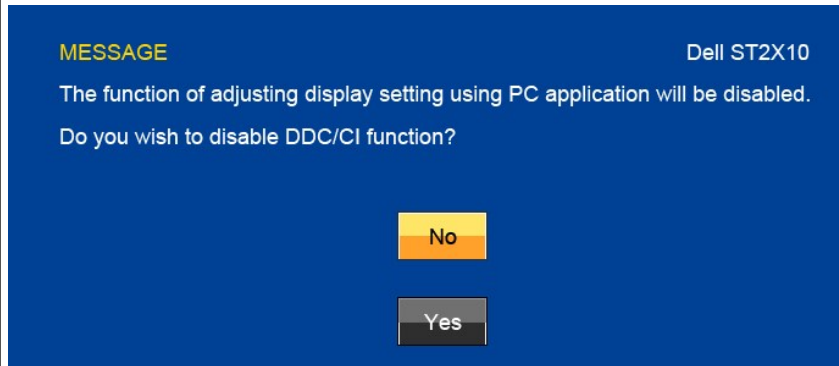 MESSAGE Dell ST2X10
The function of adjusting display setting using PC application will be disabled.
Do you wish to disable DDC/CI function?
No
Yes